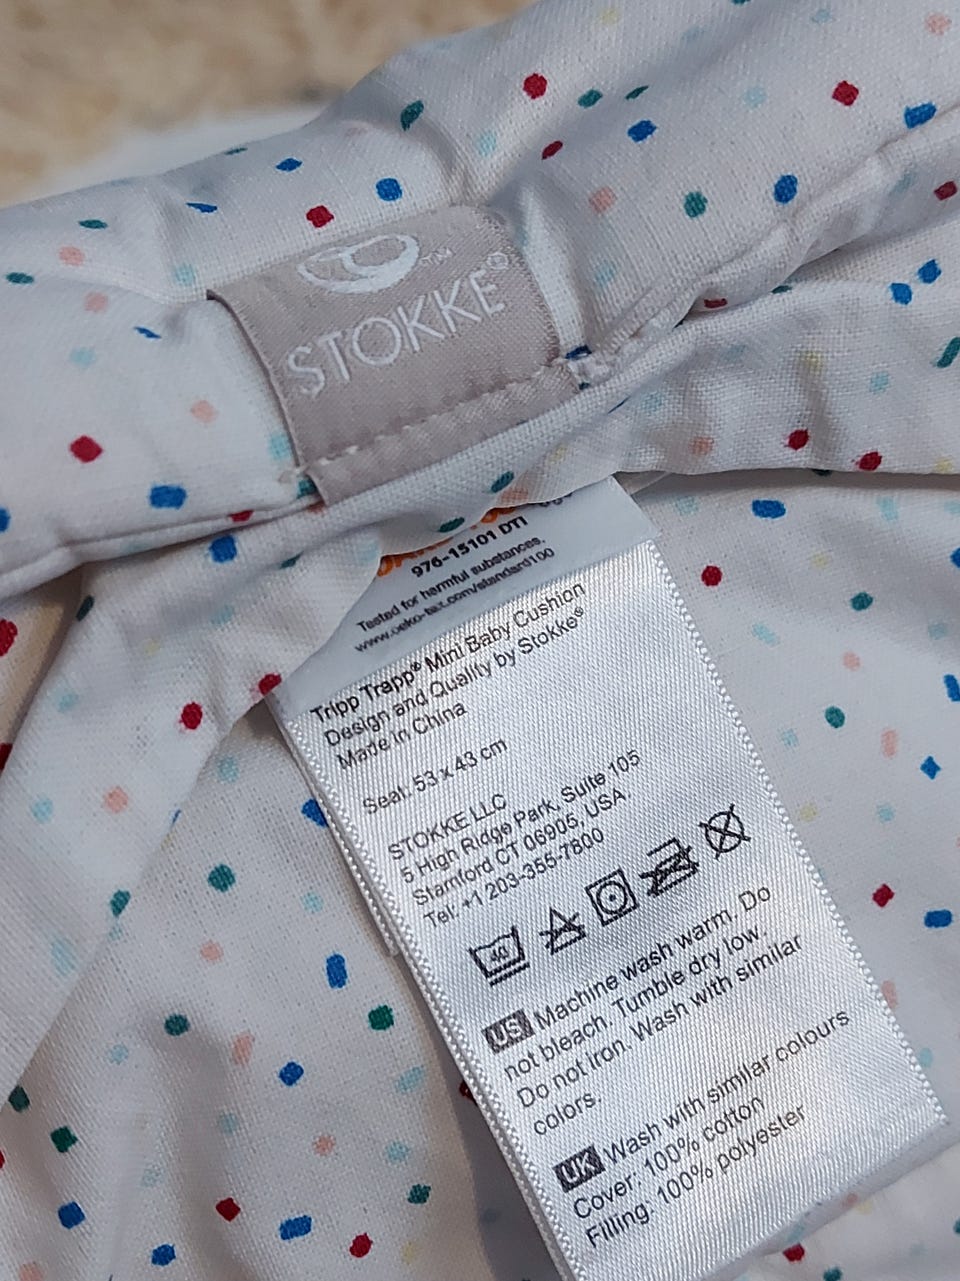 STOKKE®
976-15101 DTI
Tested for harmful substances.
www.oeko-tex.com/standard100
Tripp Trapp® Mini Baby Cushion
Design and Quality by Stokke®
Made in China
Seat: 53 x 43 cm
STOKKE LLC
5 High Ridge Park, Suite 105
Stamford CT 06905, USA
Tel: +1 203-355-7800
40
US Machine wash warm. Do
not bleach. Tumble dry low.
Do not iron. Wash with similar
colors.
UK Wash with similar colours
Cover: 100% cotton
Filling: 100% polyester